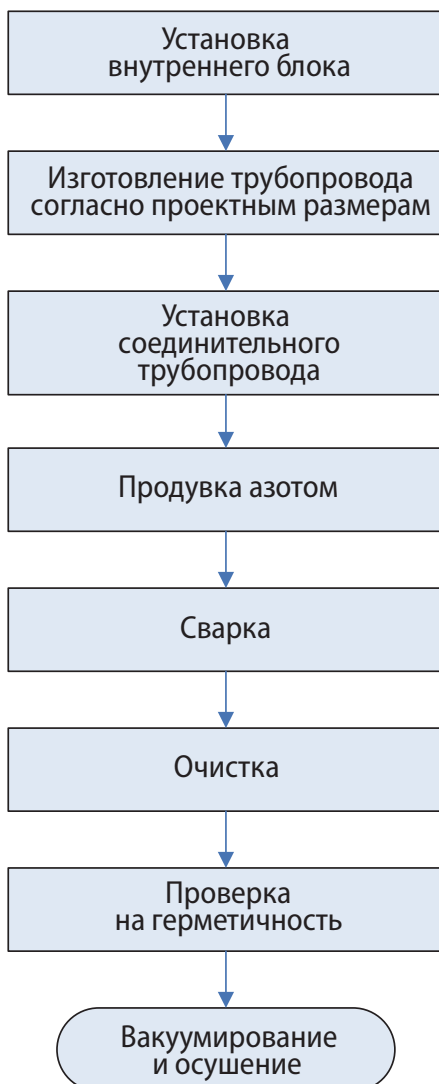 Установка
внутреннего блока
Изготовление трубопровода
согласно проектным размерам
Установка
соединительного
трубопровода
Продувка азотом
Сварка
Очистка
Проверка
на герметичность
Вакуумирование
и осушение